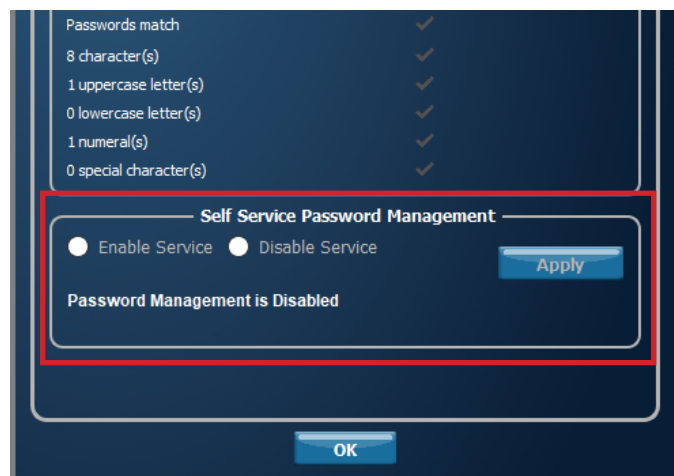 Passwords match
8 character(s)
1 uppercase letter(s)
0 lowercase letter(s)
1 numeral(s)
0 special character(s)
Self Service Password Management
Enable Service Disable Service
Apply
Password Management is Disabled
OK